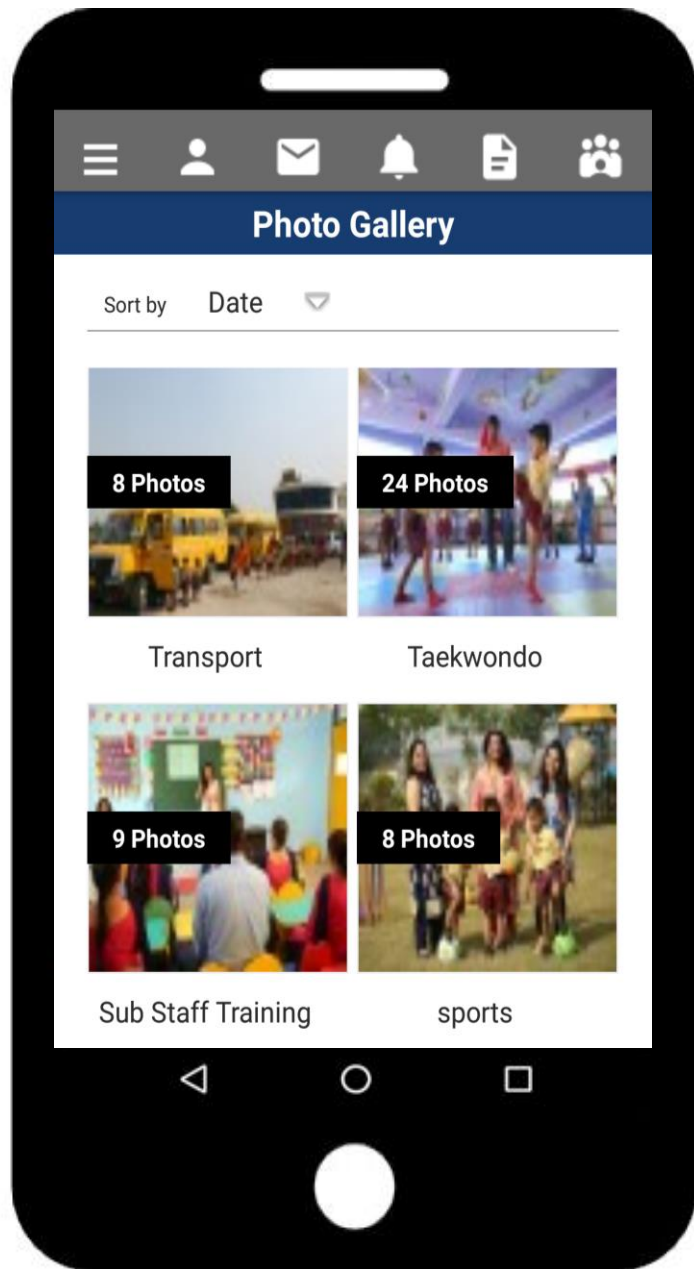 Photo Gallery
Sort by Date
8 Photos
24 Photos
Transport
Taekwondo
9 Photos
8 Photos
Sub Staff Training
sports